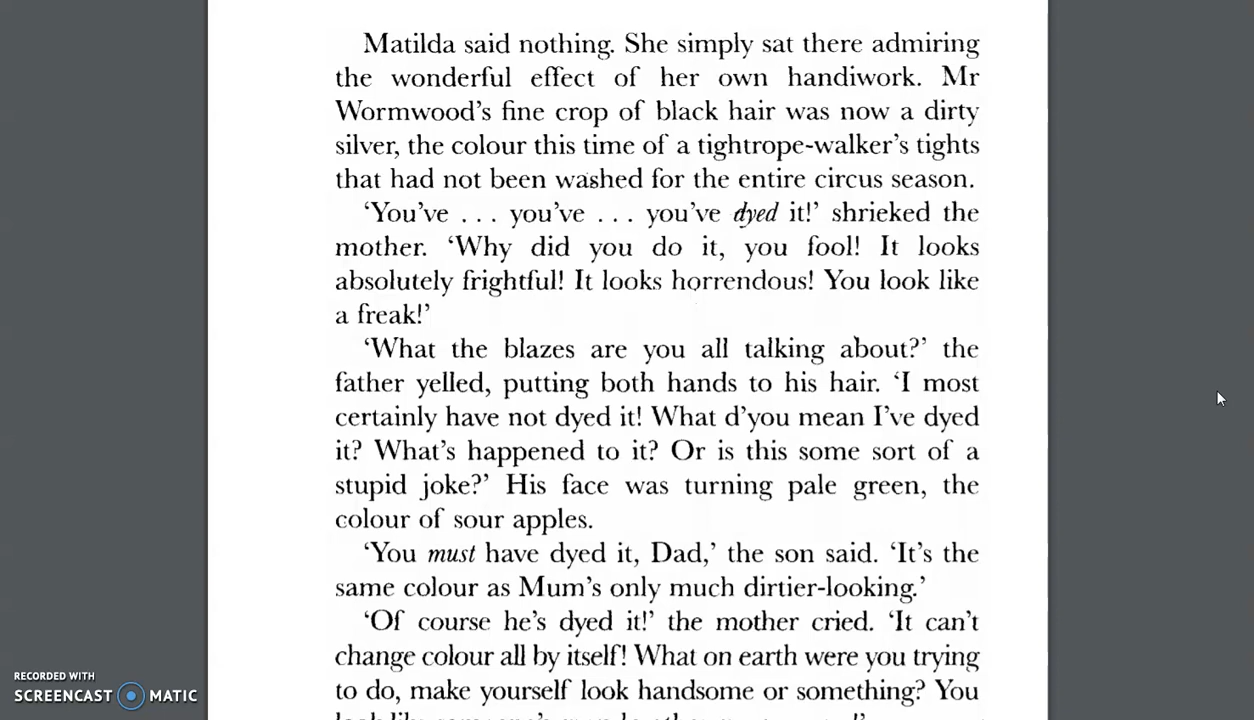 Matilda said nothing. She simply sat there admiring
the wonderful effect of her own handiwork. Mr
Wormwood's fine crop of black hair was now a dirty
silver, the colour this time of a tightrope-walker's tights
that had not been washed for the entire circus season.
'You've . . . you've . . . you've dyed it!' shrieked the
mother. 'Why did you do it, you fool! It looks
absolutely frightful! It looks horrendous! You look like
a freak!'
'What the blazes are you all talking about?' the
father yelled, putting both hands to his hair. 'I most
certainly have not dyed it! What d'you mean I've dyed
it? What's happened to it? Or is this some sort of a
stupid joke?' His face was turning pale green, the
colour of sour apples.
'You must have dyed it, Dad,' the son said. 'It's the
same colour as Mum's only much dirtier-looking.'
'Of course he's dyed it!' the mother cried. 'It can't
change colour all by itself! What on earth were you trying
to do, make yourself look handsome or something? You
RECORDED WITH
SCREENCAST MATIC